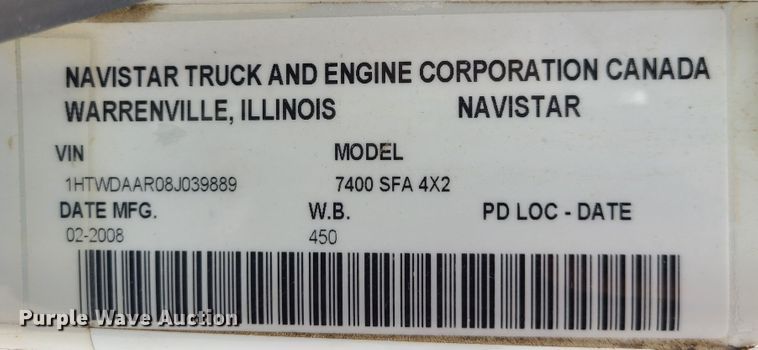 NAVISTAR TRUCK AND ENGINE CORPORATION CANADA
WARRENVILLE, ILLINOIS NAVISTAR
VIN MODEL
1HTWDAAR08J039889 7400 SFA 4X2
DATE MFG. W.B. PD LOC - DATE
02-2008 450
Purple Wave Auction